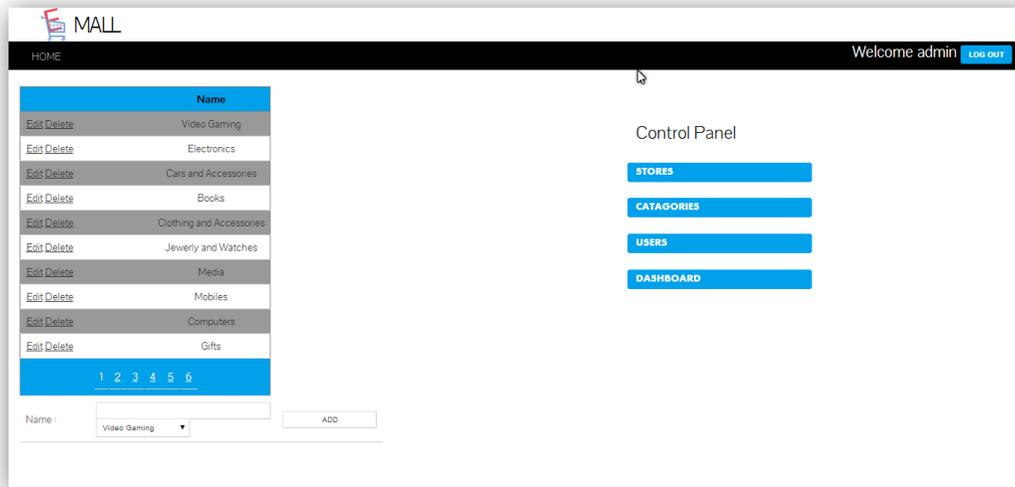 E MALL
HOME
Welcome admin LOG OUT
Name
Edit Delete Video Gaming
Edit Delete Electronics
Edit Delete Cars and Accessories
Edit Delete Books
Edit Delete Clothing and Accessories
Edit Delete Jewerly and Watches
Edit Delete Media
Edit Delete Mobiles
Edit Delete Computers
Edit Delete Gifts
1 2 3 4 5 6
Name :
Video Gaming
ADD
Control Panel
STORES
CATAGORIES
USERS
DASHBOARD